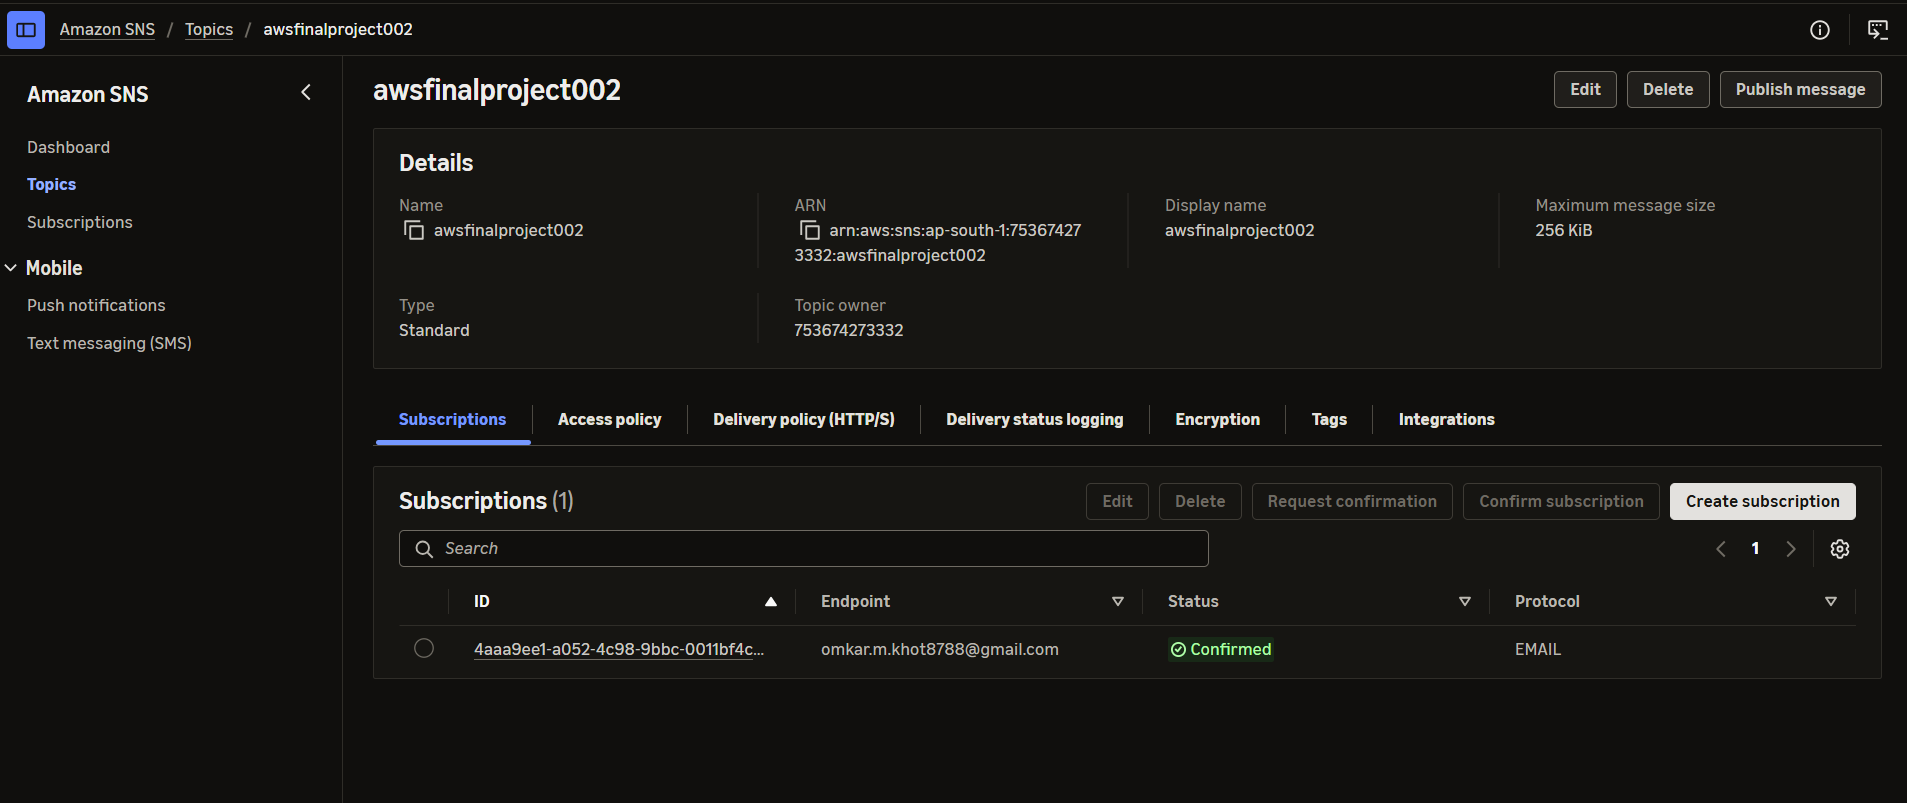 Amazon SNS / Topics / awsfinalproject002
Amazon SNS
Dashboard
Topics
Subscriptions
Mobile
Push notifications
Text messaging (SMS)
awsfinalproject002
Edit Delete Publish message
Details
Name
awsfinalproject002
ARN
arn:aws:sns:ap-south-1:75367427
3332:awsfinalproject002
Display name
awsfinalproject002
Maximum message size
256 KiB
Type
Standard
Topic owner
753674273332
Subscriptions Access policy Delivery policy (HTTP/S) Delivery status logging Encryption Tags Integrations
Subscriptions (1)
Edit Delete Request confirmation Confirm subscription Create subscription
Search
1
ID Endpoint Status Protocol
4aaa9ee1-a052-4c98-9bbc-0011bf4c... omkar.m.khot8788@gmail.com Confirmed EMAIL